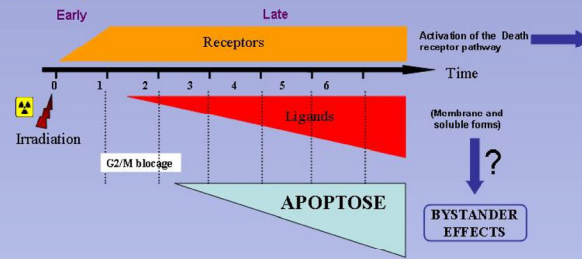 Early
Late
Activation of the Death
receptor pathway
Receptors
Time
0 1 2 3 4 5 6
Irradiation
Ligands
(Membrane and
soluble forms)
G2/M blocage
?
APOPTOSE
BYSTANDER
EFFECTS